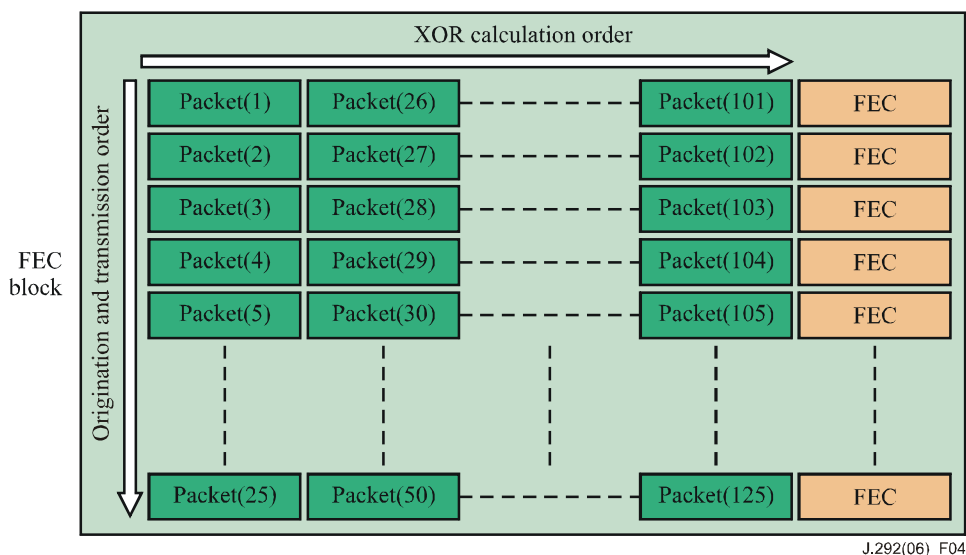 XOR calculation order
Packet(1) Packet(26) Packet(101) FEC
Packet(2) Packet(27) Packet(102) FEC
Packet(3) Packet(28) Packet(103) FEC
Packet(4) Packet(29) Packet(104) FEC
Packet(5) Packet(30) Packet(105) FEC
Packet(25) Packet(50) Packet(125) FEC
Origination and transmission order
FEC
block
J.292(06)_F04